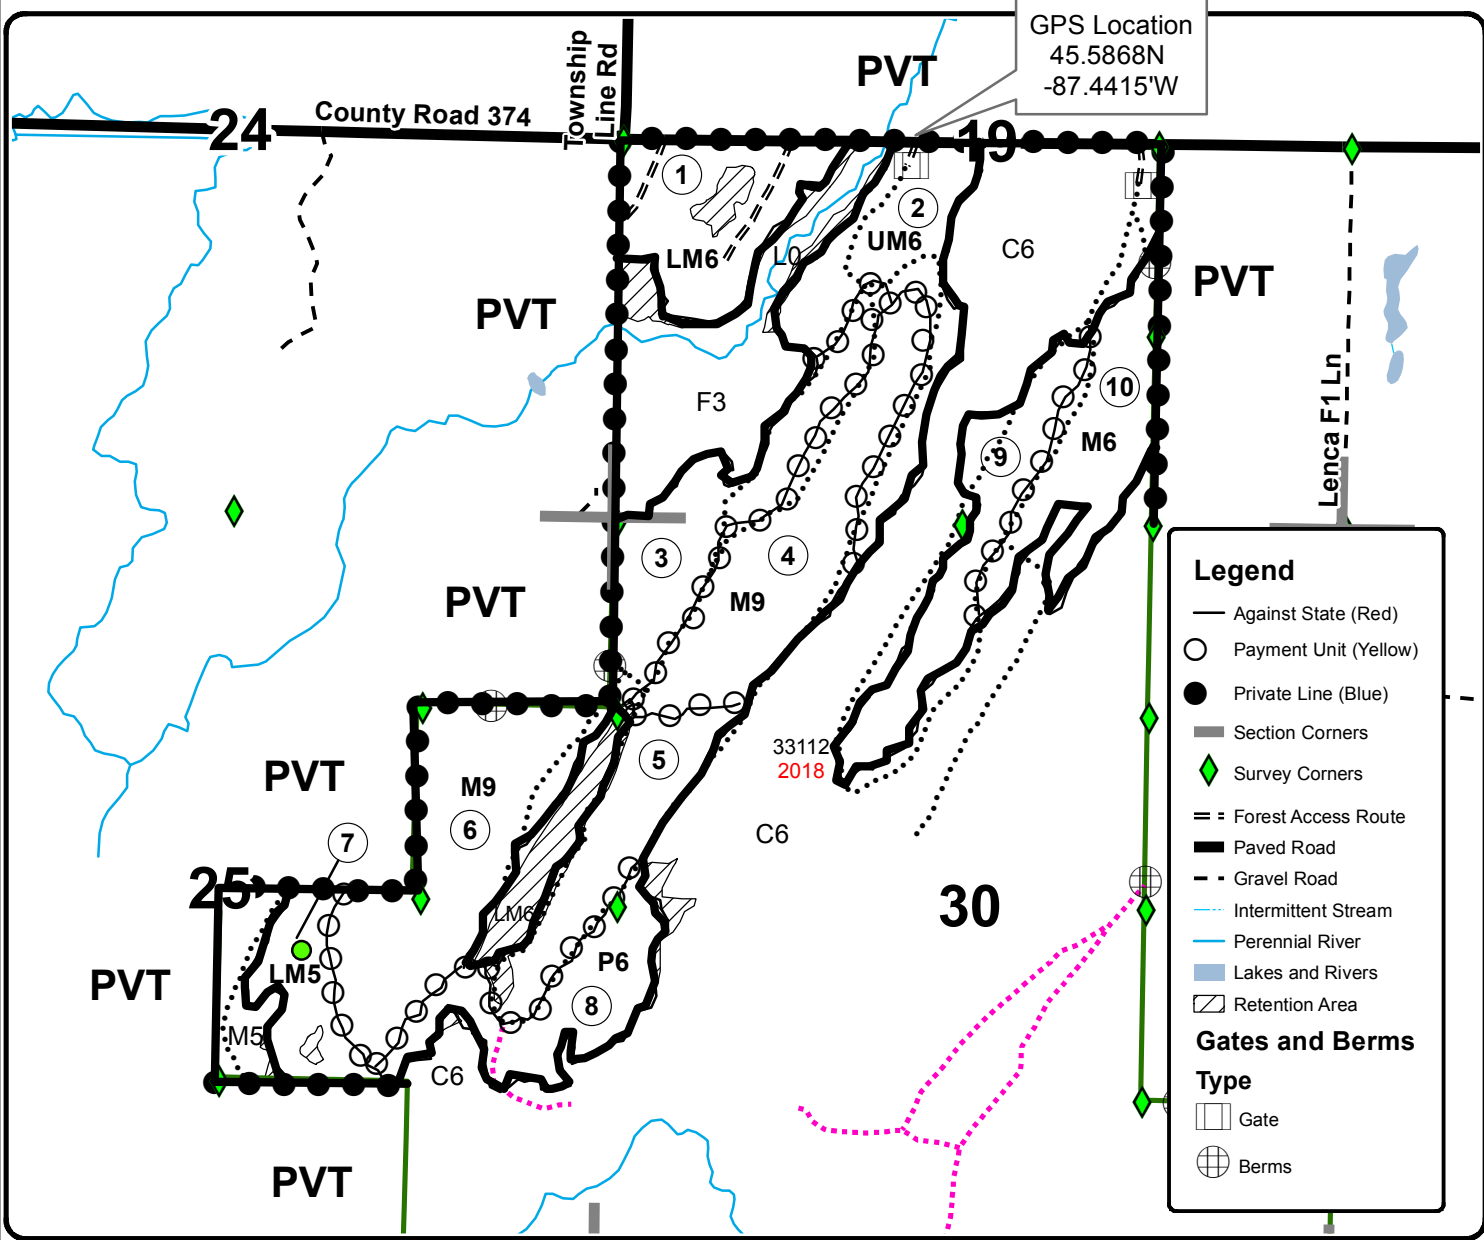 GPS Location
45.5868N
-87.4415'W
PVT
Township
Line Rd
County Road 374
24
19
1
2
LM6
L0
UM6
C6
PVT
PVT
F3
10
M6
9
Lenca F1 Ln
3
4
PVT
M9
5
33112
2018
PVT
M9
6
C6
7
25
LM6
30
P6
LM5
PVT
8
M5
C6
PVT
Legend
Against State (Red)
Payment Unit (Yellow)
Private Line (Blue)
Section Corners
Survey Corners
Forest Access Route
Paved Road
Gravel Road
Intermittent Stream
Perennial River
Lakes and Rivers
Retention Area
Gates and Berms
Type
Gate
Berms